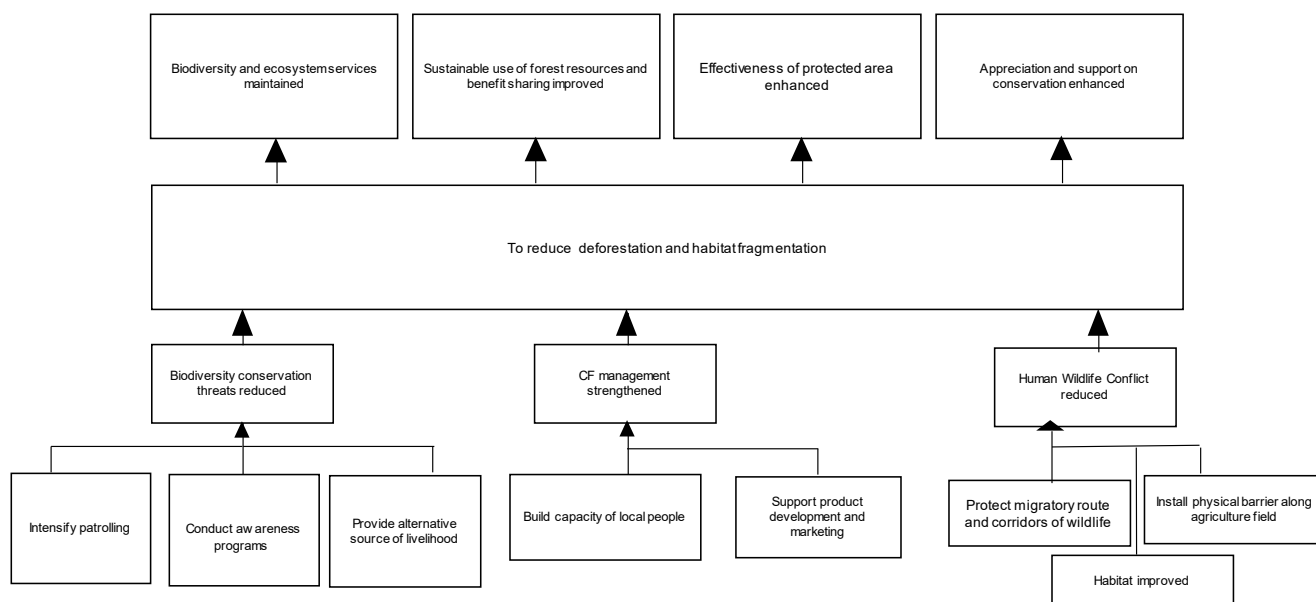 Biodiversity and ecosystem services
maintained
Sustainable use of forest resources and
benefit sharing improved
Effectiveness of protected area
enhanced
Appreciation and support on
conservation enhanced
To reduce deforestation and habitat fragmentation
Biodiversity conservation
threats reduced
CF management
strengthened
Human Wildlife Conflict
reduced
Intensify patrolling
Conduct awareness
programs
Provide alternative
source of livelihood
Build capacity of local people
Support product
development and
marketing
Protect migratory route
and corridors of wildlife
Install physical barrier along
agriculture field
Habitat improved